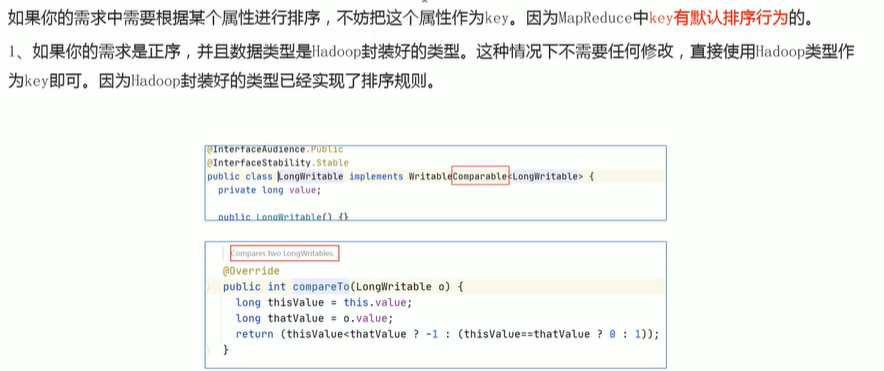 如果你的需求中需要根据某个属性进行排序，不妨把这个属性作为key。因为MapReduce中key有默认排序行为的。
1、如果你的需求是正序，并且数据类型是Hadoop封装好的类型。这种情况下不需要任何修改，直接使用Hadoop类型作
为key即可。因为Hadoop封装好的类型已经实现了排序规则。
@InterfaceAudience.Public
@InterfaceStability.Stable
public class LongWritable implements WritableComparable<LongWritable> {
private long value;
public LongWritable() {}
Compares two LongWritables.
@Override
public int compareTo(LongWritable o) {
long thisValue = this.value;
long thatValue = o.value;
return (thisValue<thatValue ? -1 : (thisValue==thatValue ? 0 : 1));
}